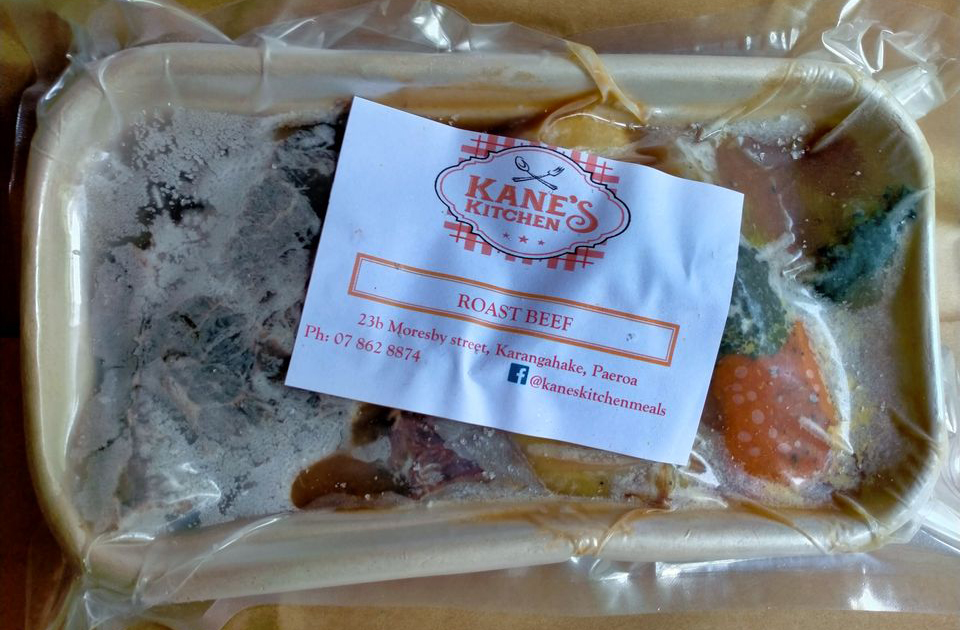 KANE'S
KITCHEN
ROAST BEEF
23b Moresby street, Karangahake, Paeroa
Ph: 07 862 8874
@kaneskitchenmeals